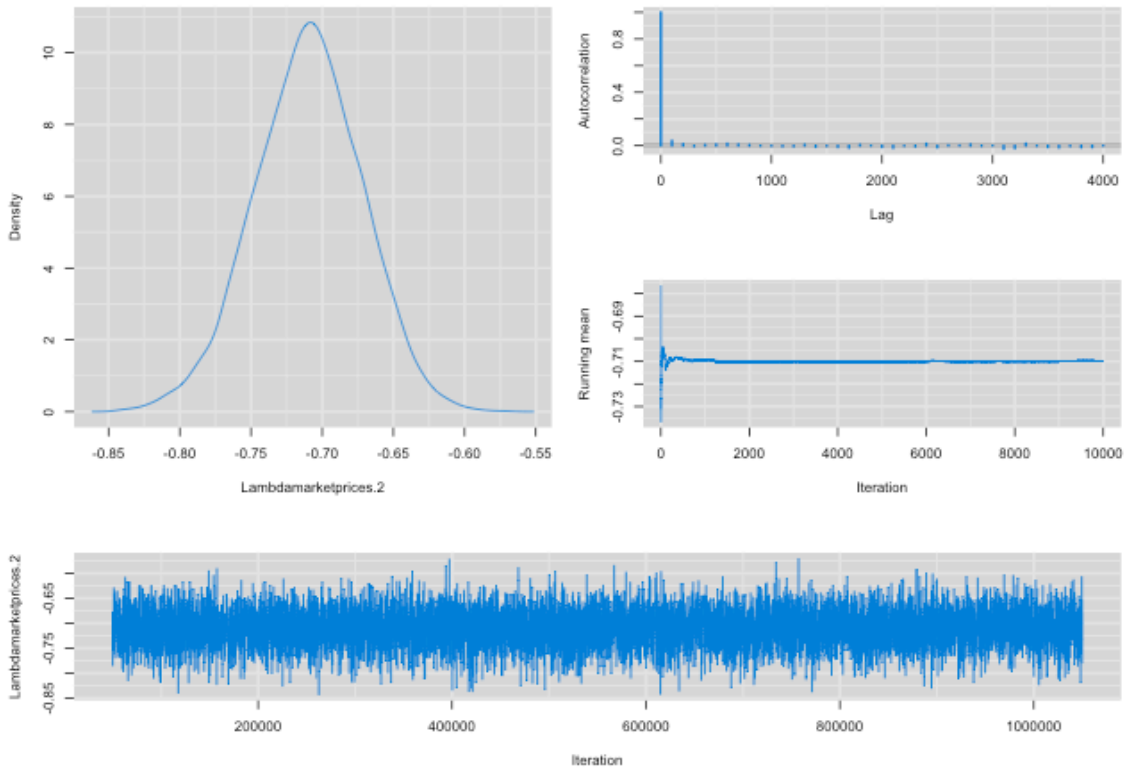 Density
10
8
6
4
2
0
-0.85 -0.80 -0.75 -0.70 -0.65 -0.60 -0.55
Lambdamarketprices.2
Autocorrelation
0.8
0.4
0.0
0 1000 2000 3000 4000
Lag
Running mean
-0.69
-0.71
-0.73
0 2000 4000 6000 8000 10000
Iteration
Lambdamarketprices.2
-0.65
-0.75
-0.85
200000 400000 600000 800000 1000000
Iteration